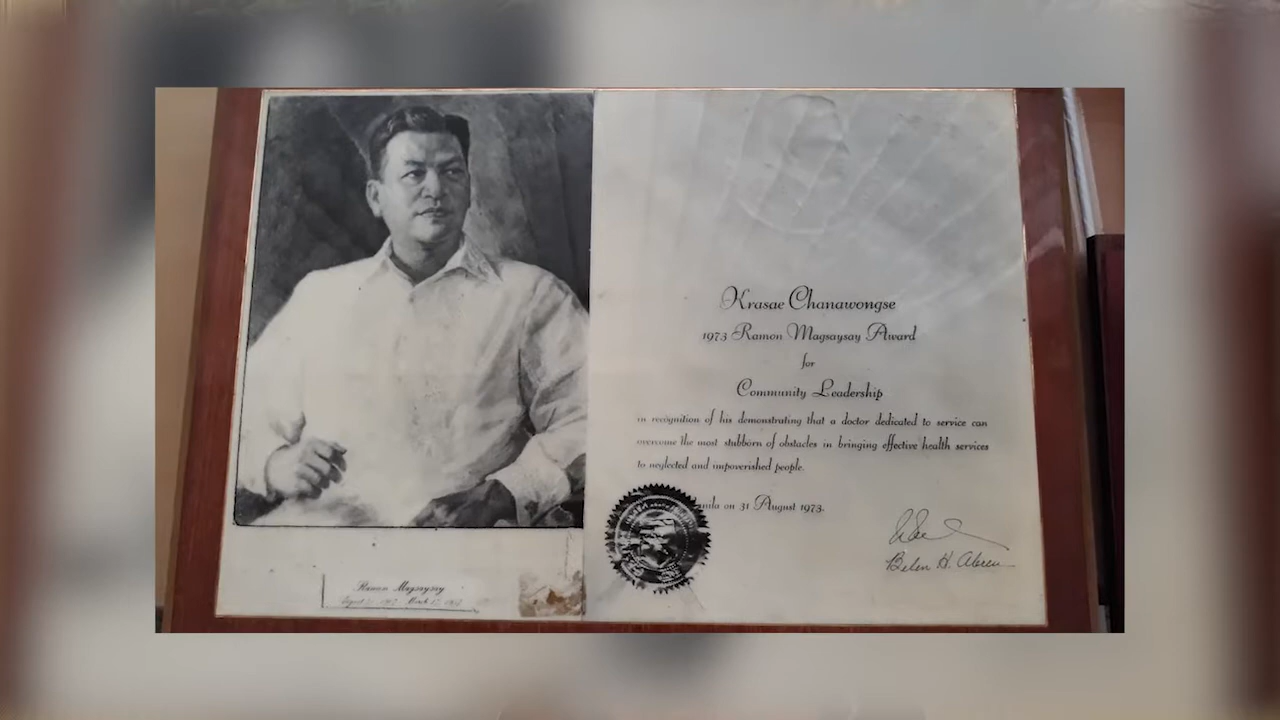 Krasae Chanawongse
1973 Ramon Magsaysay Award
for
Community Leadership
in recognition of his demonstrating that a doctor dedicated to service can
overcome the most stubborn of obstacles in bringing effective health services
to neglected and impoverished people.
on 31 August 1973.
Belen H. Abreu
Ramon Magsaysay